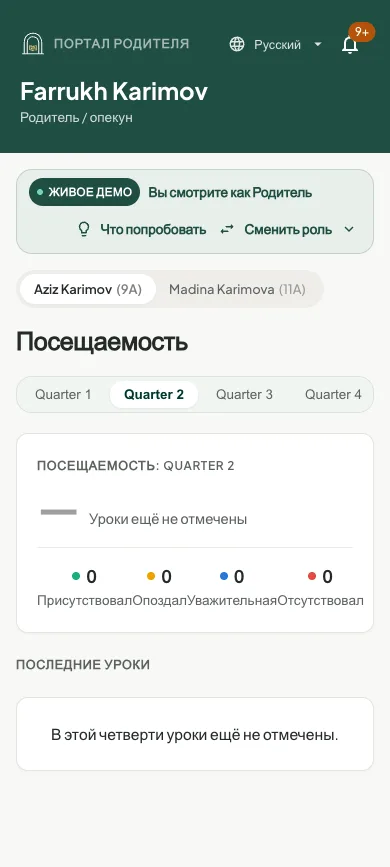 ПОРТАЛ РОДИТЕЛЯ
Русский
9+
Farrukh Karimov
Родитель / опекун
ЖИВОЕ ДЕМО Вы смотрите как Родитель
Что попробовать Сменить роль
Aziz Karimov (9A) Madina Karimova (11A)
Посещаемость
Quarter 1 Quarter 2 Quarter 3 Quarter 4
ПОСЕЩАЕМОСТЬ: QUARTER 2
— Уроки ещё не отмечены
0 0 0 0
Присутствовал Опоздал Уважительная Отсутствовал
ПОСЛЕДНИЕ УРОКИ
В этой четверти уроки ещё не отмечены.